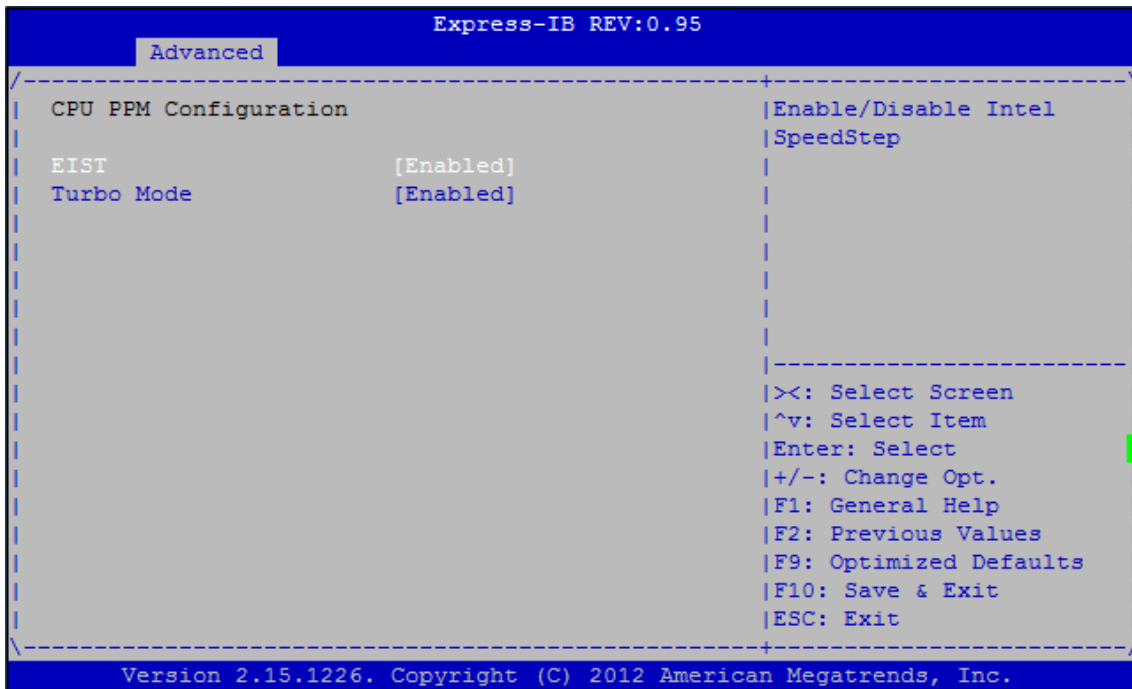 Express-IB REV:0.95
Advanced
/----------------------------------------------------+--------------------------\
| CPU PPM Configuration |Enable/Disable Intel
| |SpeedStep
| EIST [Enabled] |
| Turbo Mode [Enabled] |
| |
| |
| |
| |
| |
| |-------------------------
| |><: Select Screen
| |^v: Select Item
| |Enter: Select
| |+/-: Change Opt.
| |F1: General Help
| |F2: Previous Values
| |F9: Optimized Defaults
| |F10: Save & Exit
| |ESC: Exit
\----------------------------------------------------+--------------------------/
Version 2.15.1226. Copyright (C) 2012 American Megatrends, Inc.